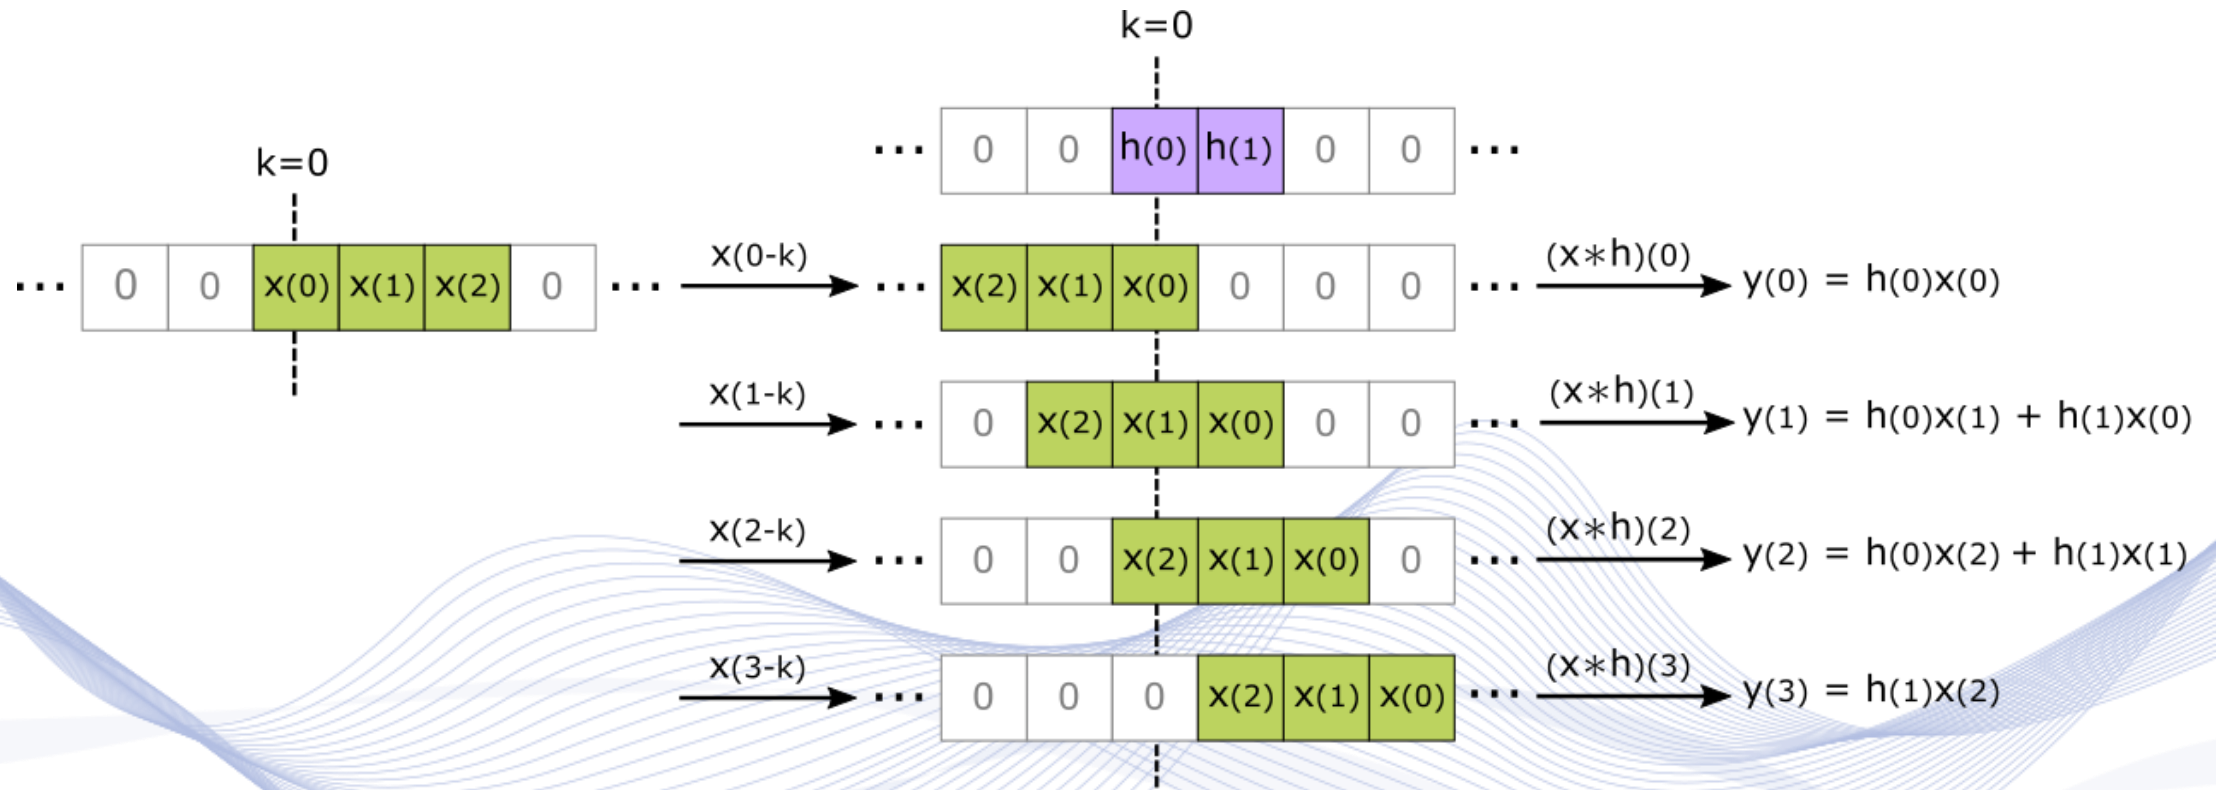 k=0
... 0 0 h(0) h(1) 0 0 ...
k=0
... 0 0 x(0) x(1) x(2) 0 ... x(0-k) ... x(2) x(1) x(0) 0 0 0 ... (x∗h)(0) y(0) = h(0)x(0)
x(1-k) ... 0 x(2) x(1) x(0) 0 0 ... (x∗h)(1) y(1) = h(0)x(1) + h(1)x(0)
x(2-k) ... 0 0 x(2) x(1) x(0) 0 ... (x∗h)(2) y(2) = h(0)x(2) + h(1)x(1)
x(3-k) ... 0 0 0 x(2) x(1) x(0) ... (x∗h)(3) y(3) = h(1)x(2)